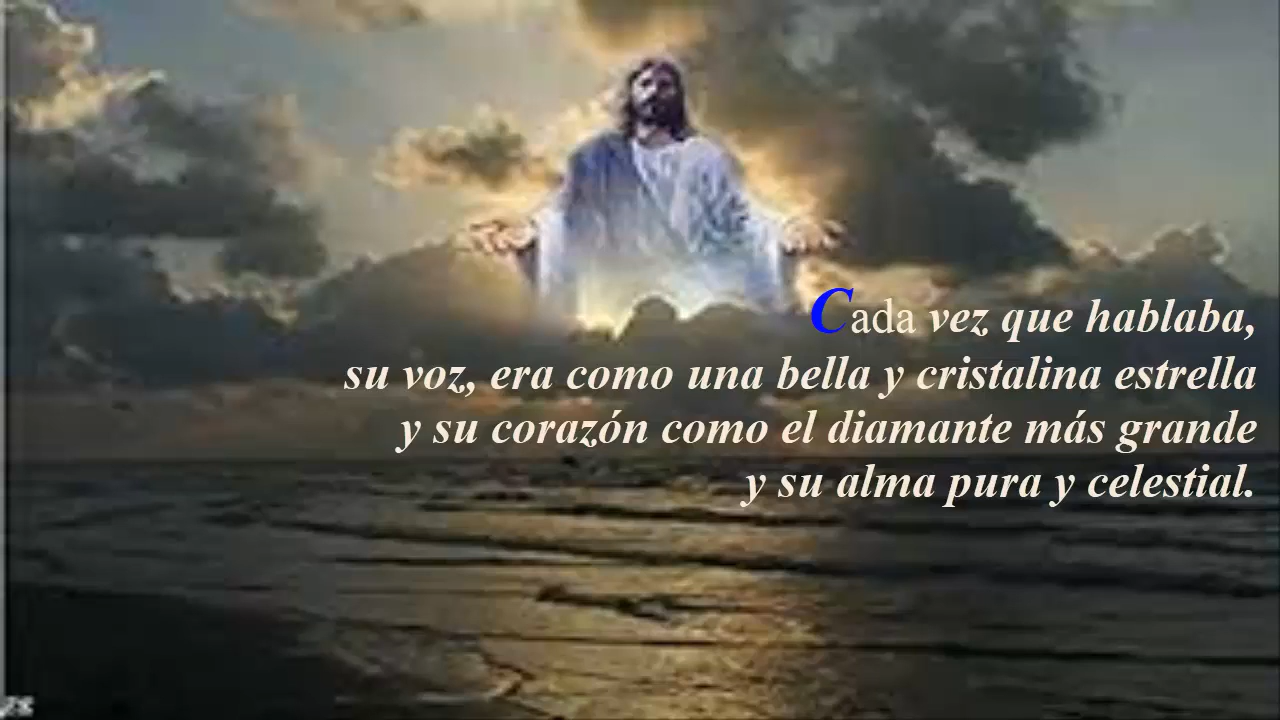 Cada vez que hablaba,
su voz, era como una bella y cristalina estrella
y su corazón como el diamante más grande
y su alma pura y celestial.